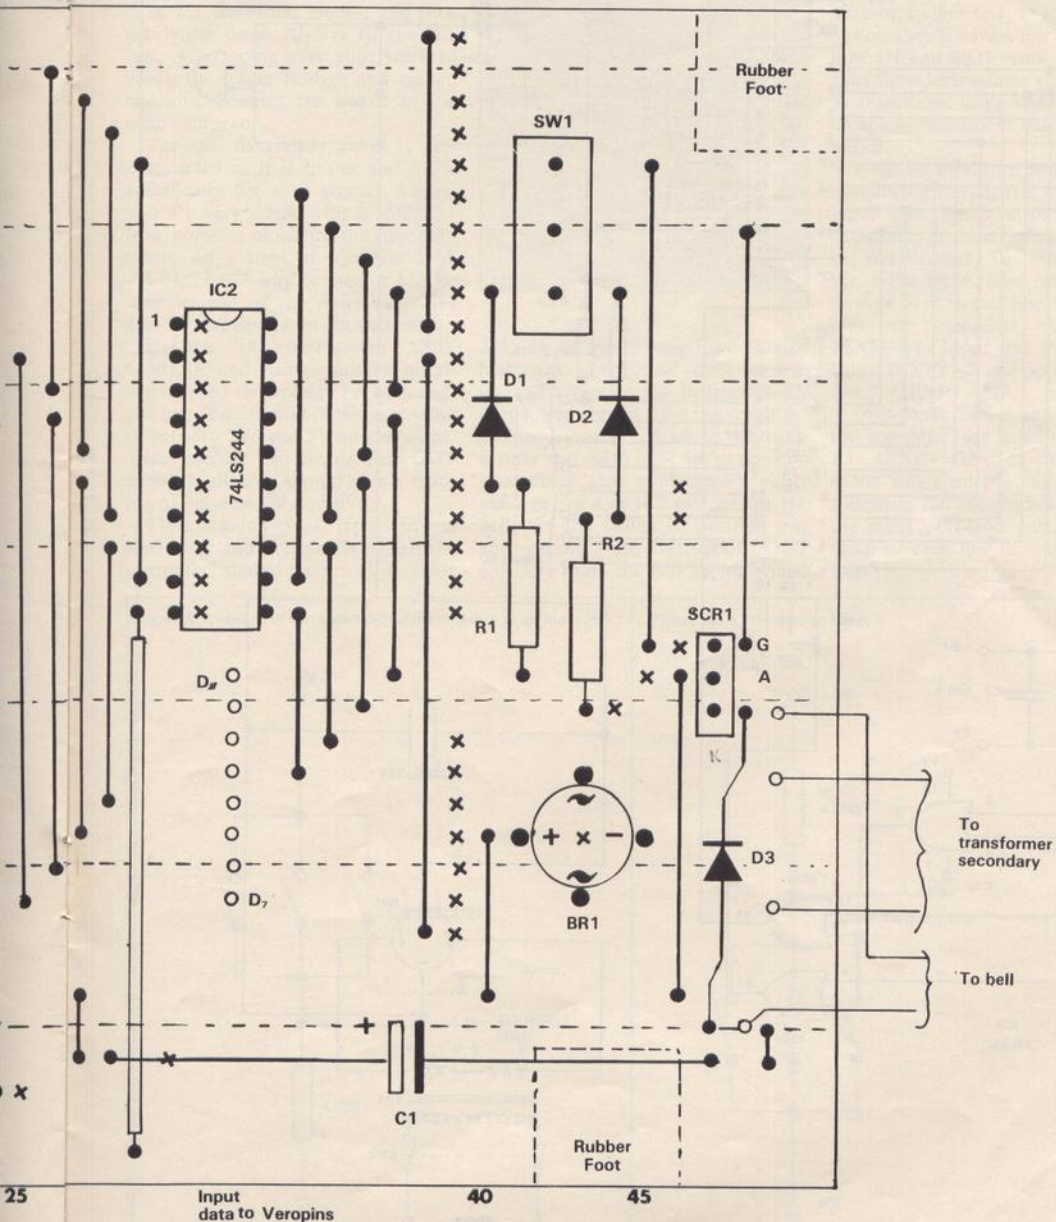 Rubber
Foot
SW1
IC2
1
74LS244
D1
D2
R2
R1
SCR1
G
A
K
D7
+
-
D3
BR1
To
transformer
secondary
To bell
+
C1
Rubber
Foot
25
40
45
Input
data to Veropins